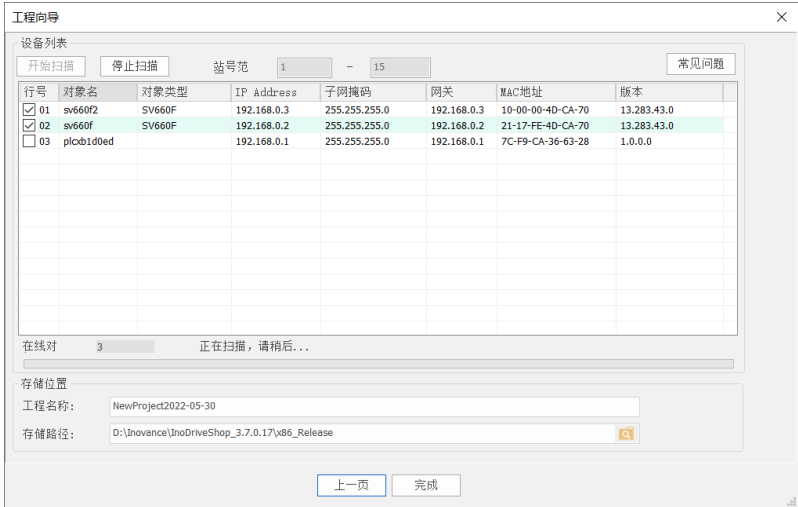 工程向导
设备列表
开始扫描 停止扫描 站号范 1 - 15 常见问题
行号 对象名 对象类型 IP Address 子网掩码 网关 MAC地址 版本
01 sv660f2 SV660F 192.168.0.3 255.255.255.0 192.168.0.3 10-00-00-4D-CA-70 13.283.43.0
02 sv660f SV660F 192.168.0.2 255.255.255.0 192.168.0.2 21-17-FE-4D-CA-70 13.283.43.0
03 plcxb1d0ed 192.168.0.1 255.255.255.0 192.168.0.1 7C-F9-CA-36-63-28 1.0.0.0
在线对 3 正在扫描，请稍后...
存储位置
工程名称: NewProject2022-05-30
存储路径: D:\Inovance\InoDriveShop_3.7.0.17\x86_Release
上一页 完成